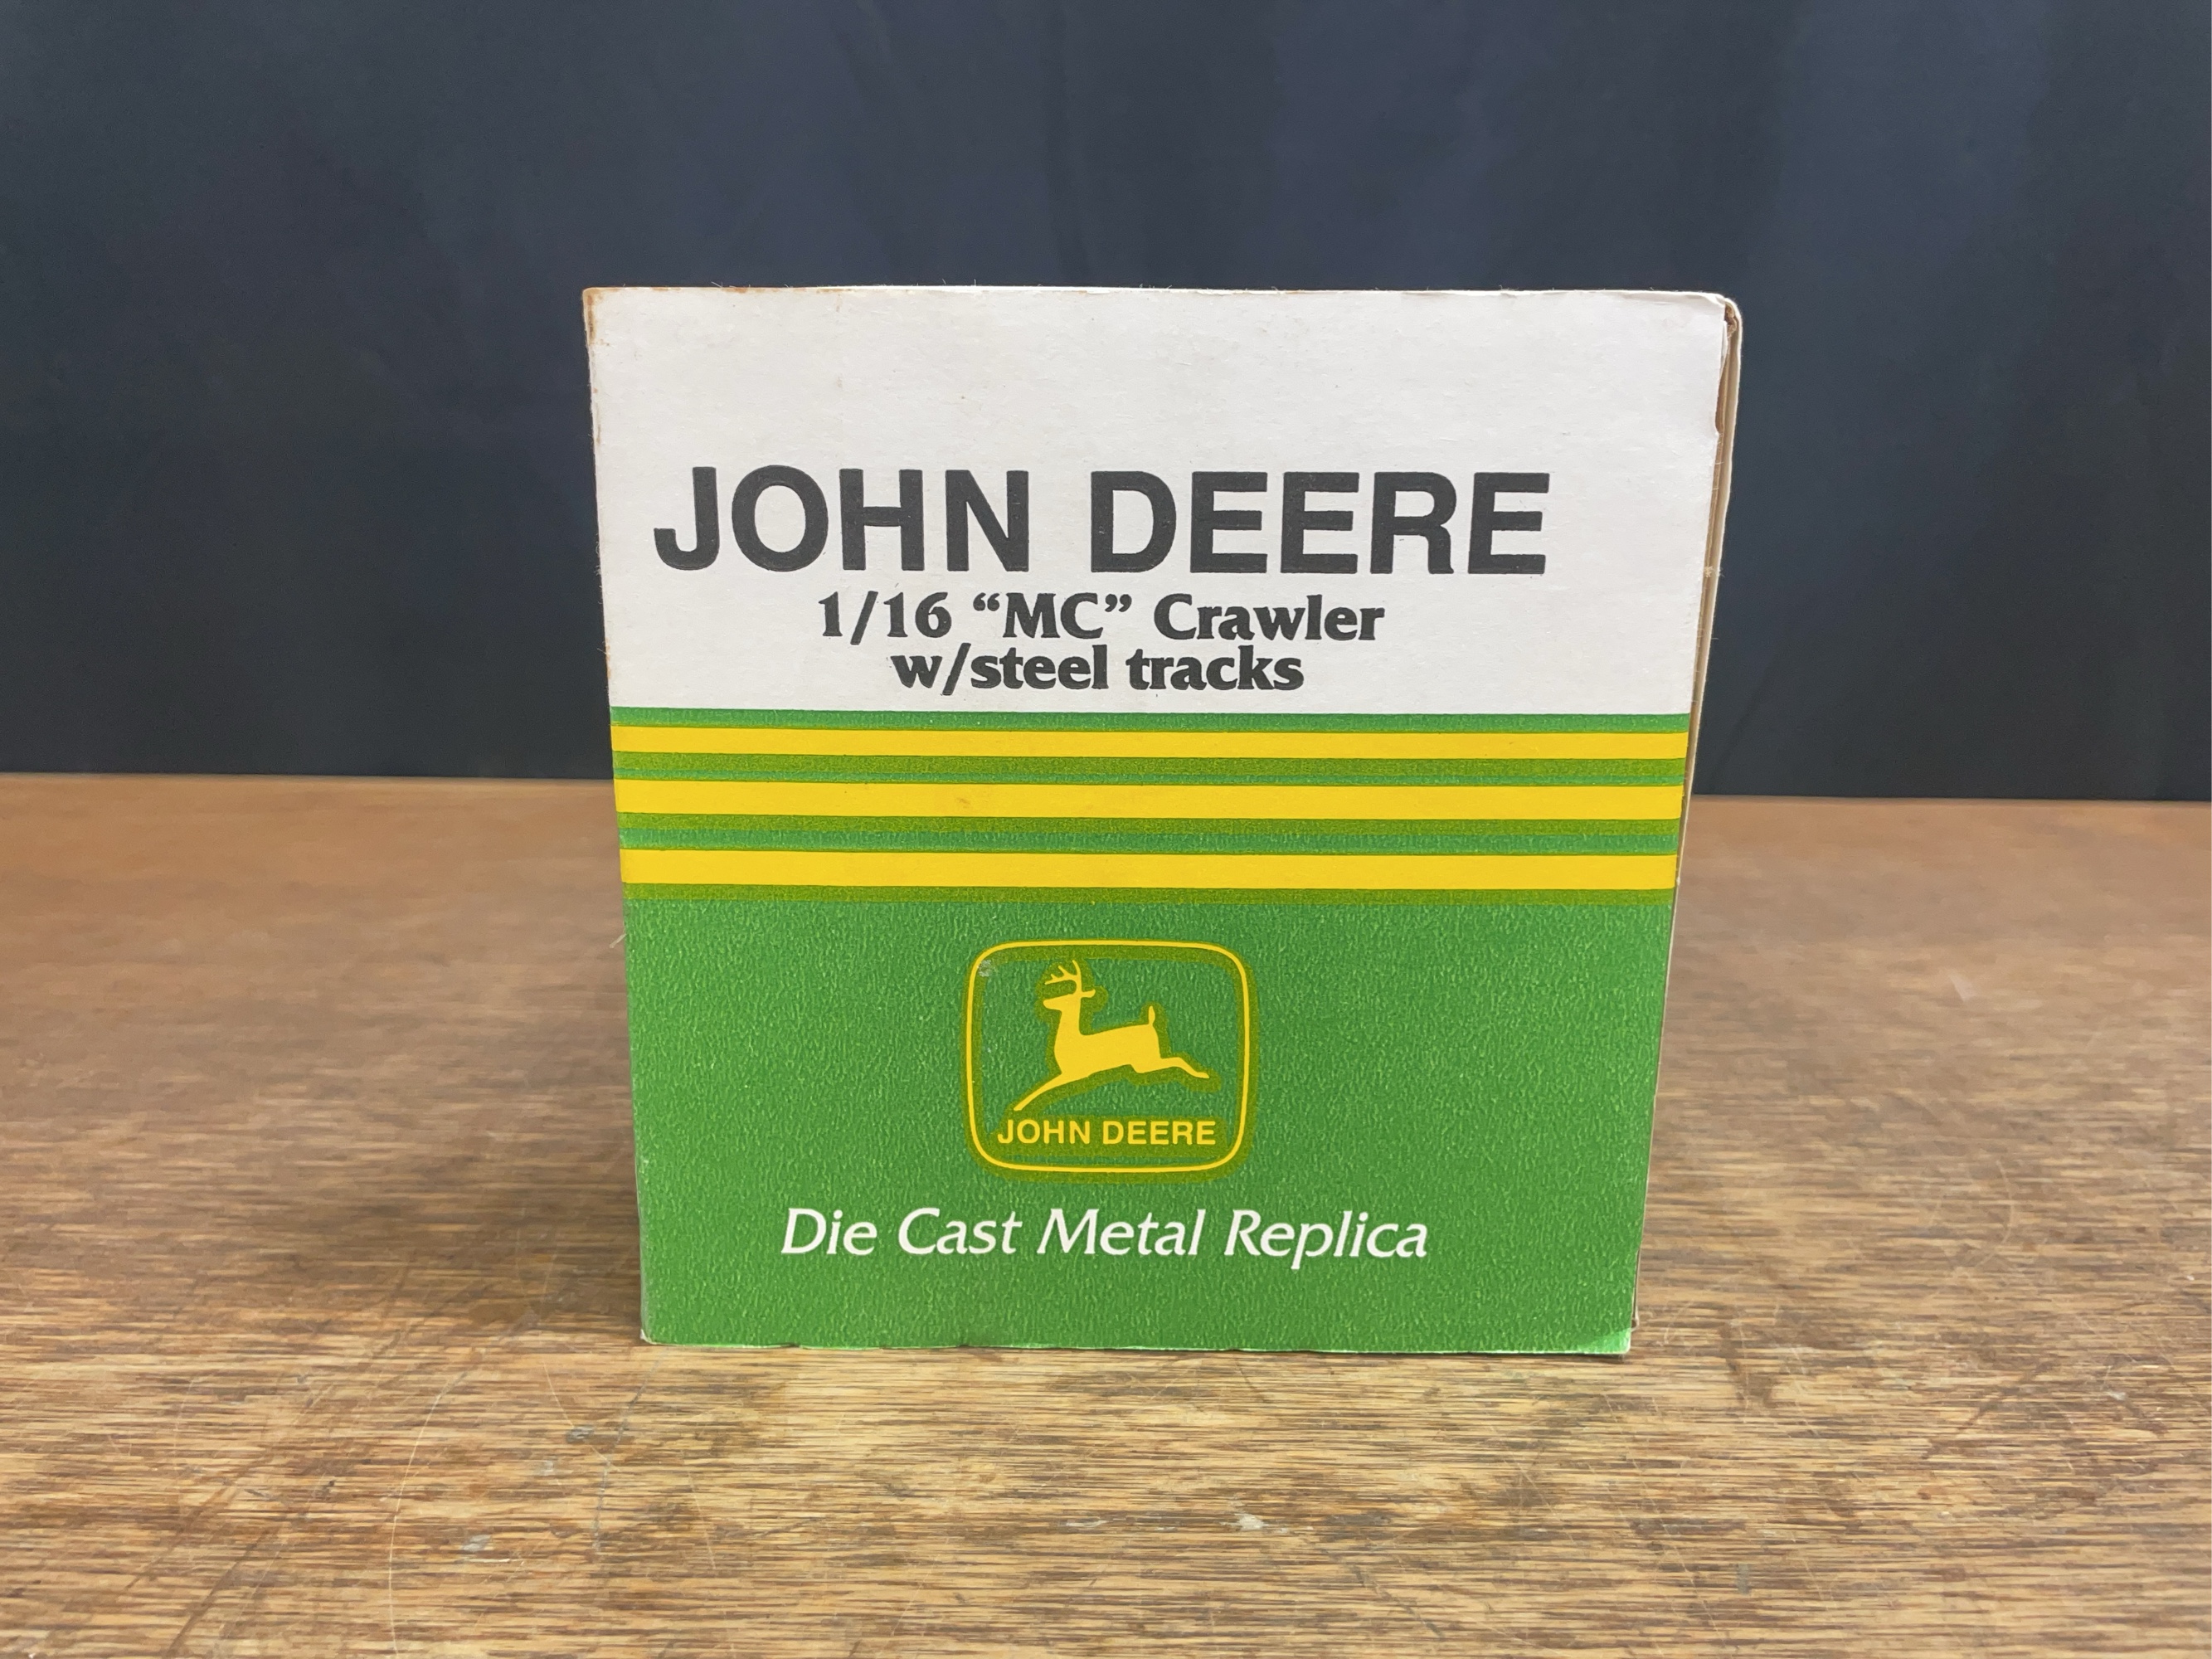 JOHN DEERE
1/16 “MC” Crawler
w/steel tracks
JOHN DEERE
Die Cast Metal Replica